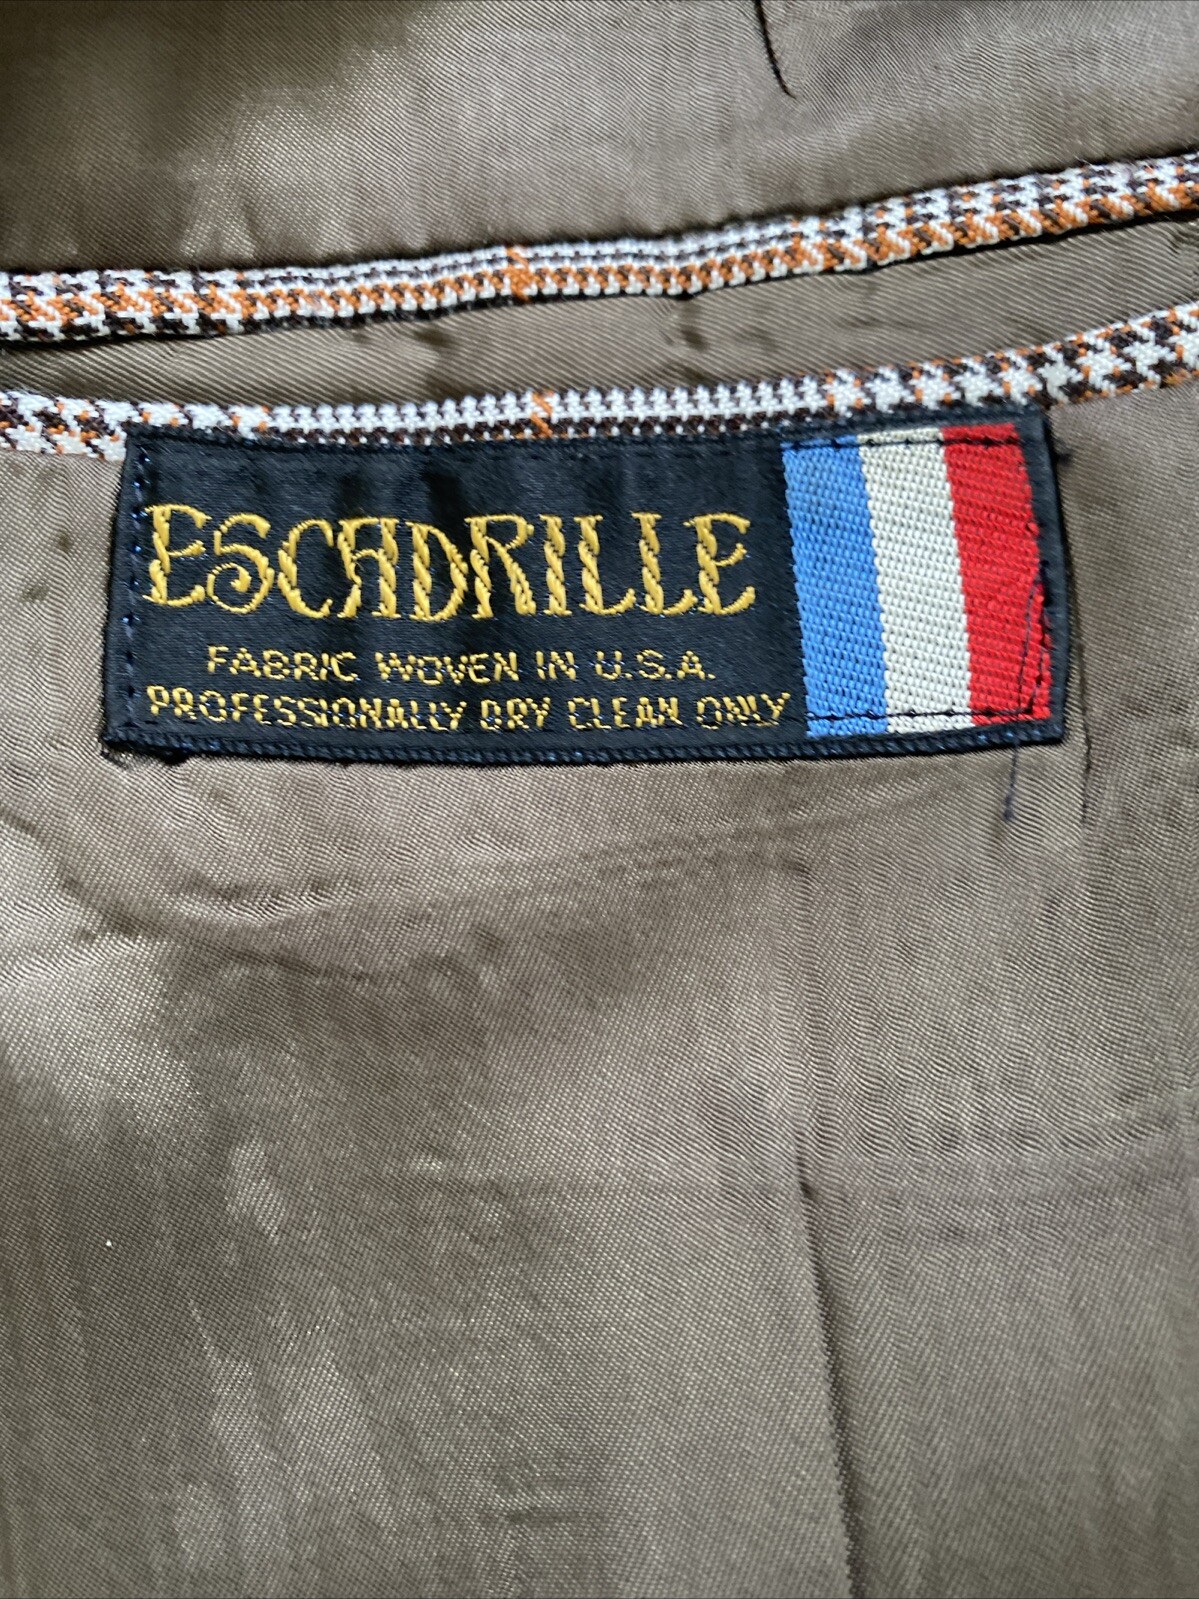 ESCADRILLE
FABRIC WOVEN IN U.S.A.
PROFESSIONALLY DRY CLEAN ONLY